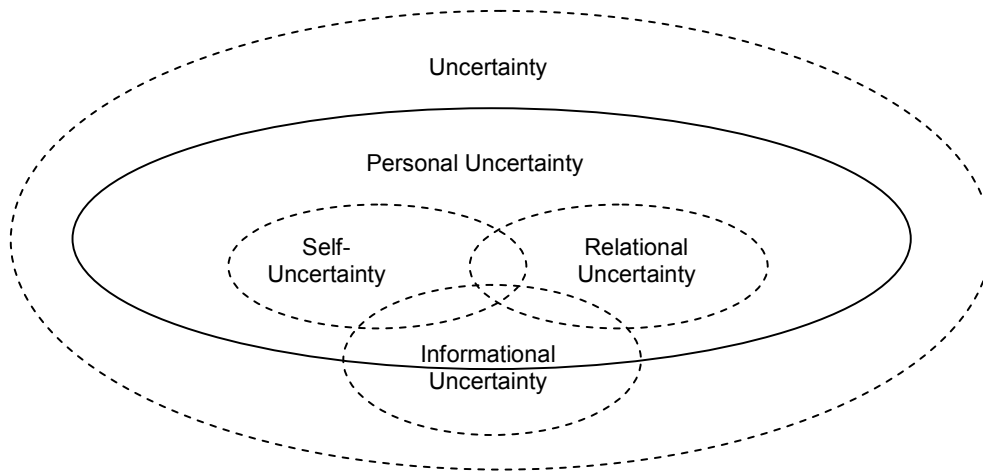 Uncertainty
Personal Uncertainty
Self-
Uncertainty
Relational
Uncertainty
Informational
Uncertainty